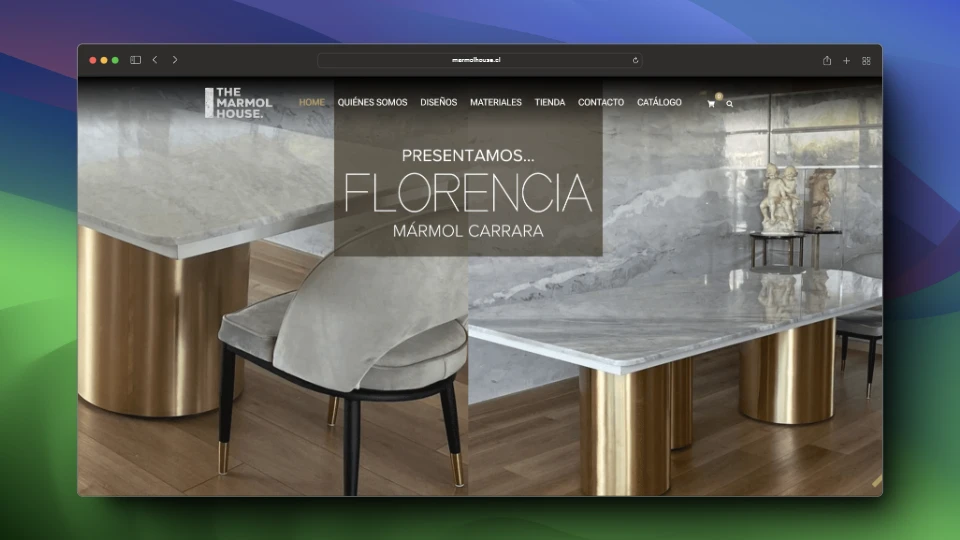 marmolhouse.cl
THE
MARMOL
HOUSE.
HOME QUIÉNES SOMOS DISEÑOS MATERIALES TIENDA CONTACTO CATÁLOGO
PRESENTAMOS...
FLORENCIA
MÁRMOL CARRARA